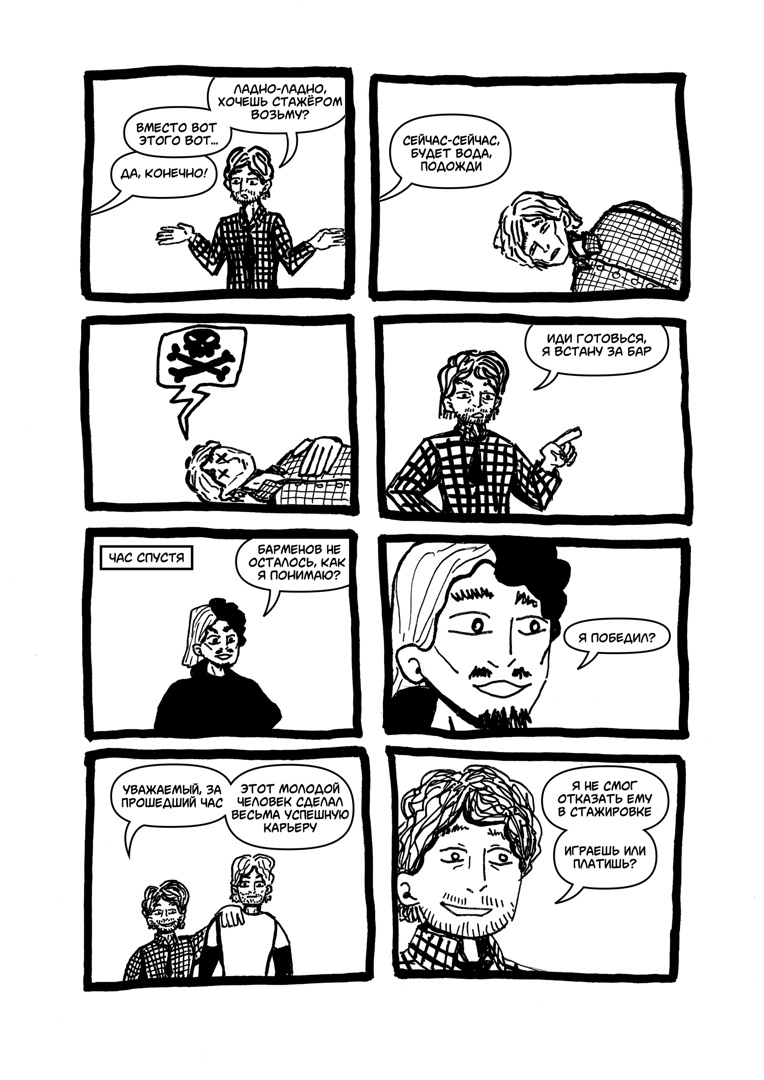 ЛАДНО-ЛАДНО,
ХОЧЕШЬ СТАЖЁРОМ
ВОЗЬМУ?
ВМЕСТО ВОТ
ЭТОГО ВОТ...
ДА, КОНЕЧНО!
СЕЙЧАС-СЕЙЧАС,
БУДЕТ ВОДА,
ПОДОЖДИ
ИДИ ГОТОВЬСЯ,
Я ВСТАНУ ЗА БАР
ЧАС СПУСТЯ
БАРМЕНОВ НЕ
ОСТАЛОСЬ, КАК
Я ПОНИМАЮ?
Я ПОБЕДИЛ?
УВАЖАЕМЫЙ, ЗА
ПРОШЕДШИЙ ЧАС
ЭТОТ МОЛОДОЙ
ЧЕЛОВЕК СДЕЛАЛ
ВЕСЬМА УСПЕШНУЮ
КАРЬЕРУ
Я НЕ СМОГ
ОТКАЗАТЬ ЕМУ
В СТАЖИРОВКЕ
ИГРАЕШЬ ИЛИ
ПЛАТИШЬ?